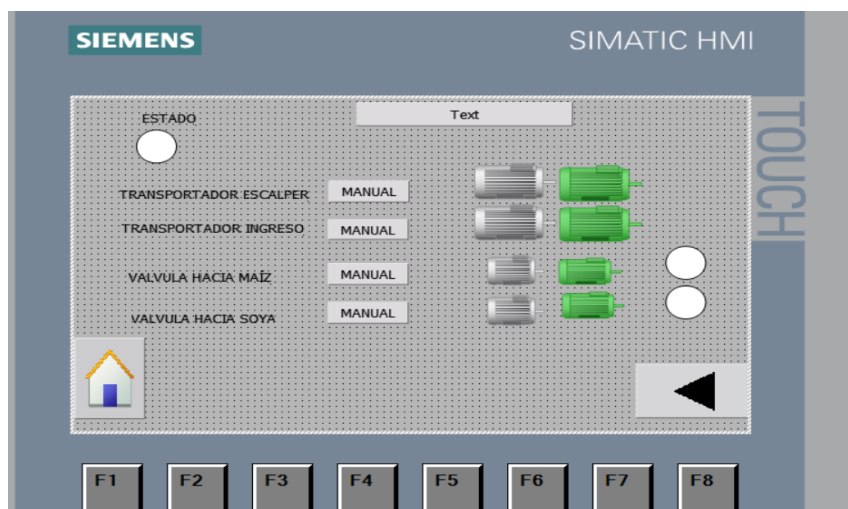 SIEMENS
SIMATIC HMI
TOUCH
ESTADO
Text
TRANSPORTADOR ESCALPER
MANUAL
TRANSPORTADOR INGRESO
MANUAL
VALVULA HACIA MAÍZ
MANUAL
VALVULA HACIA SOYA
MANUAL
F1
F2
F3
F4
F5
F6
F7
F8